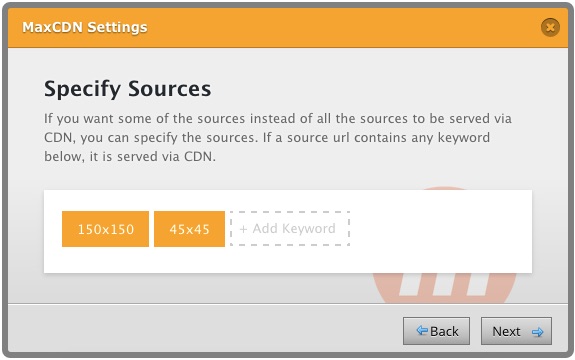 MaxCDN Settings
Specify Sources
If you want some of the sources instead of all the sources to be served via
CDN, you can specify the sources. If a source url contains any keyword
below, it is served via CDN.
150x150 45x45 + Add Keyword
Back Next